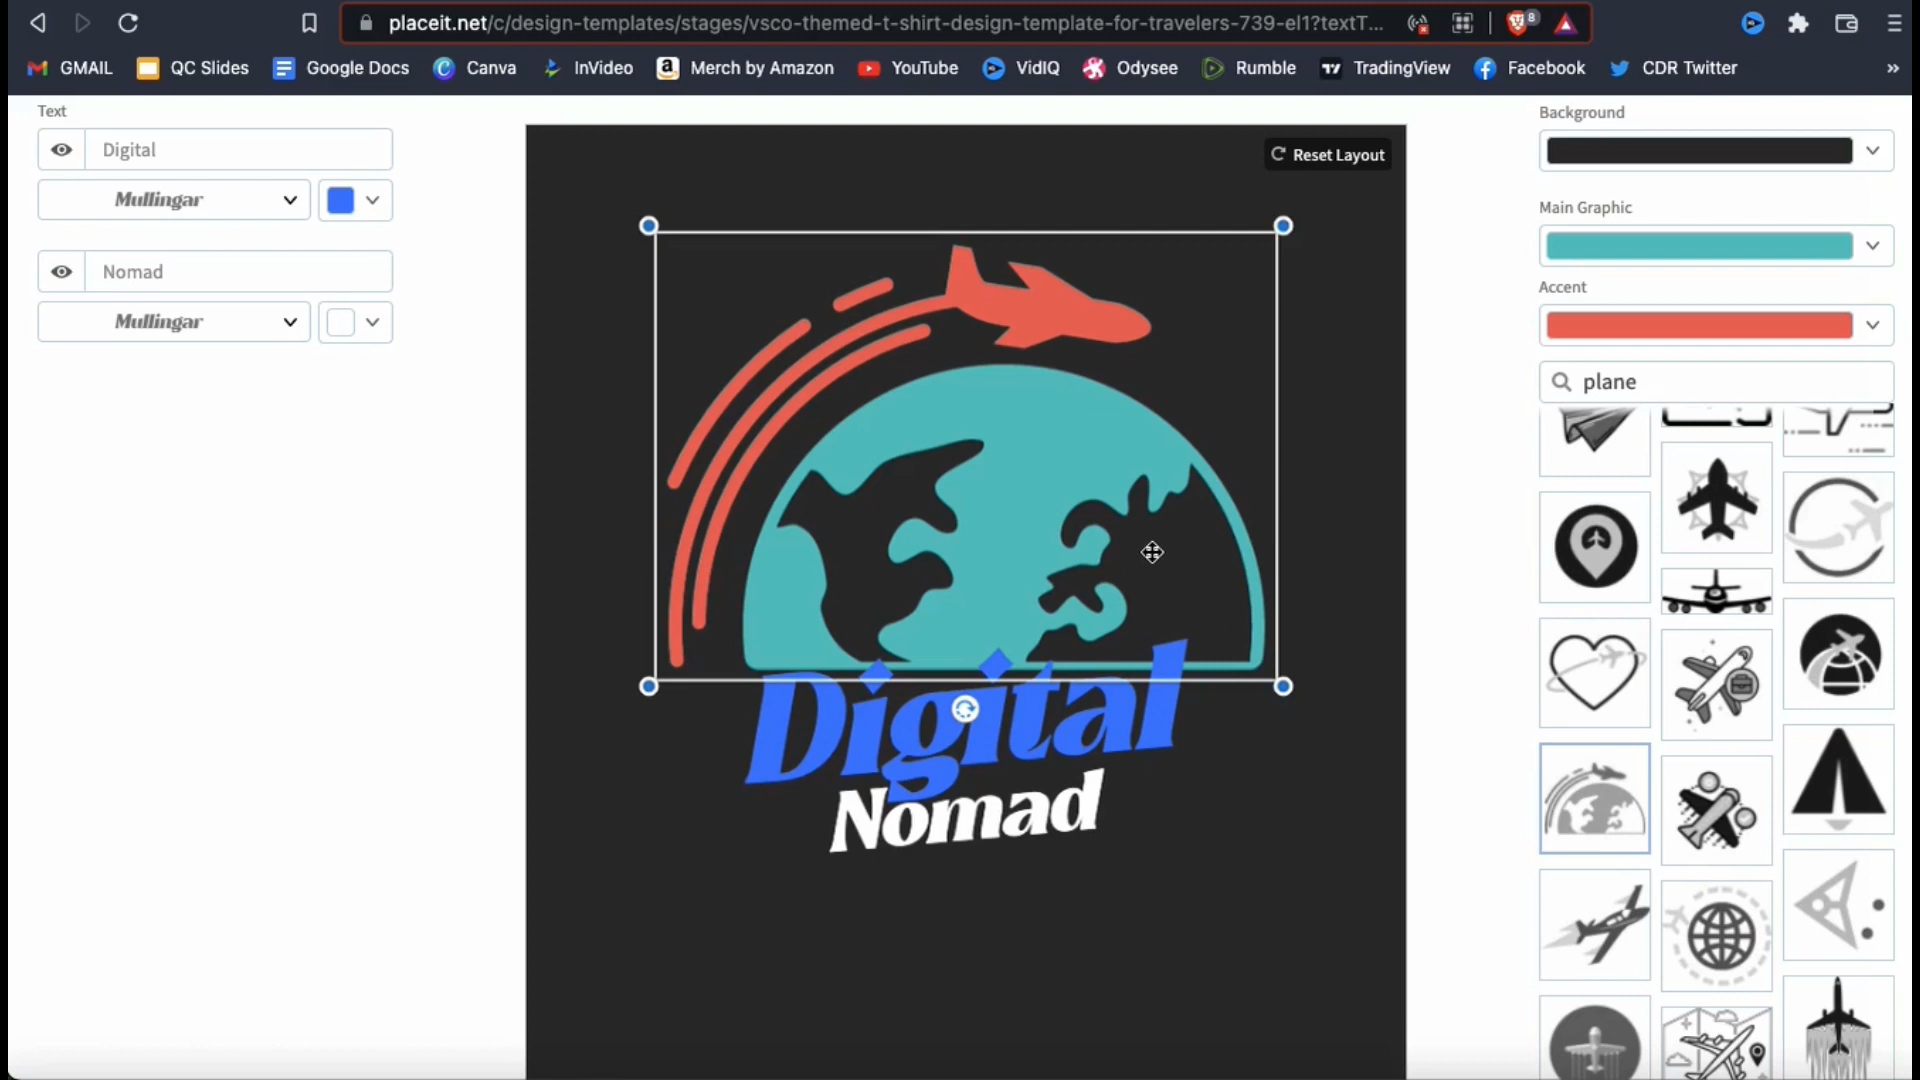 placeit.net/c/design-templates/stages/vsco-themed-t-shirt-design-template-for-travelers-739-el1?textT...
8
GMAIL QC Slides Google Docs Canva InVideo Merch by Amazon YouTube VidIQ Odysee Rumble TradingView Facebook CDR Twitter »
Text
Digital
Mullingar
Nomad
Mullingar
Reset Layout
Digital
Nomad
Background
Main Graphic
Accent
plane